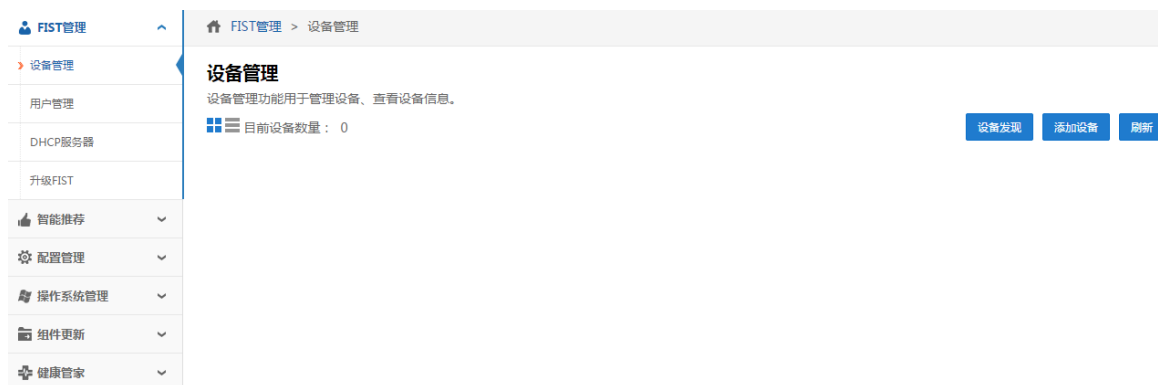 FIST管理
设备管理
用户管理
DHCP服务器
升级FIST
智能推荐
配置管理
操作系统管理
组件更新
健康管家
FIST管理 > 设备管理
设备管理
设备管理功能用于管理设备、查看设备信息。
目前设备数量： 0
设备发现 添加设备 刷新